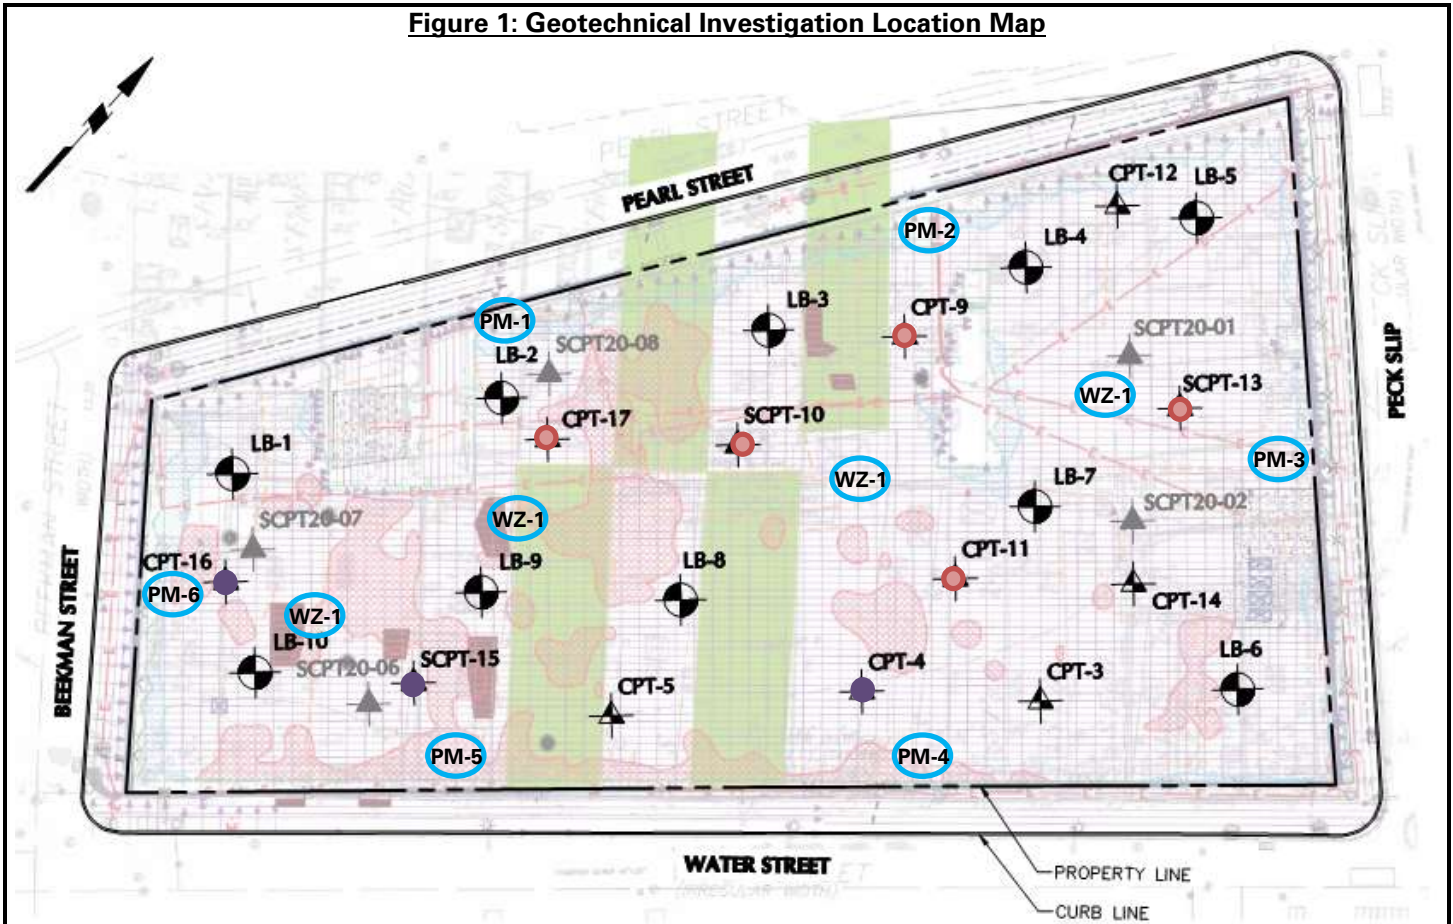 Figure 1: Geotechnical Investigation Location Map
PEARL STREET
PEARL STREET
CPT-12
LB-5
PM-2
LB-4
LB-3
CPT-9
PM-1
SCPT20-01
LB-2
SCPT20-08
WZ-1
SCPT-13
CPT-17
SCPT-10
PECK SLIP
LB-1
PM-3
WZ-1
LB-7
SCPT20-02
SCPT20-07
WZ-1
CPT-16
LB-9
LB-8
CPT-11
PM-6
CPT-14
WZ-1
LB-10
SCPT20-06
SCPT-15
CPT-5
CPT-4
CPT-3
LB-6
BEEKMAN STREET
BEEKMAN STREET
PM-5
PM-4
WATER STREET
PROPERTY LINE
CURB LINE